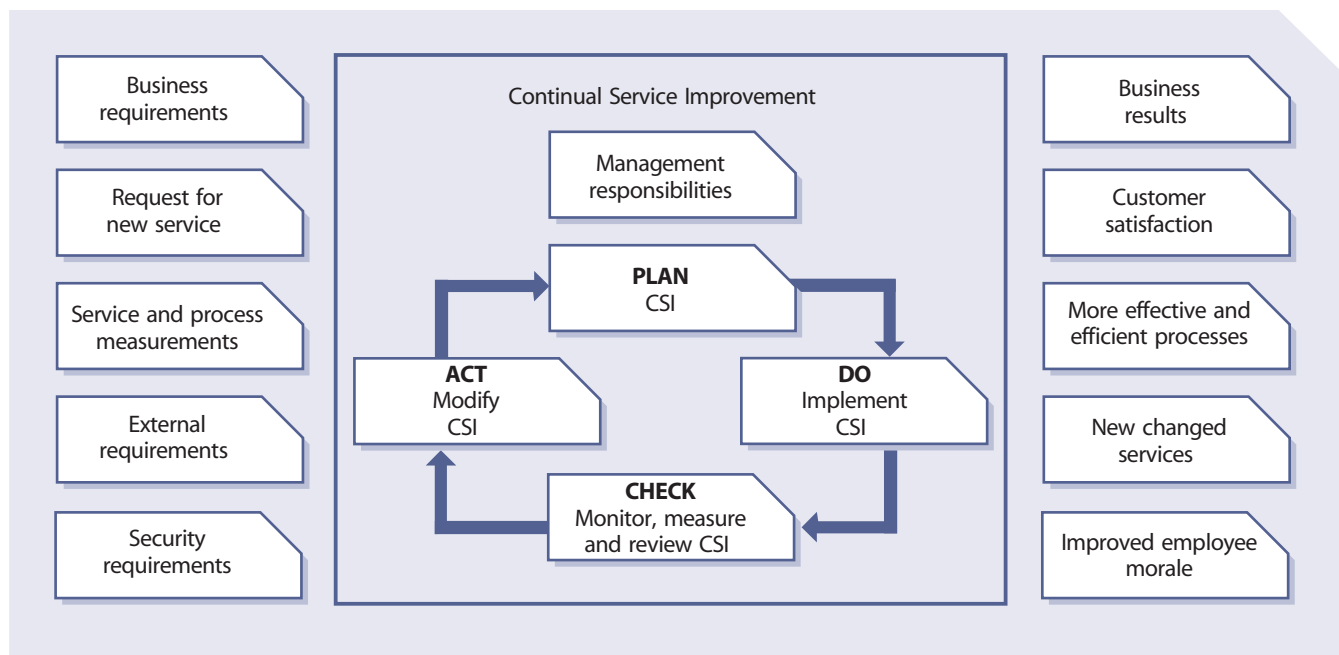 Business
requirements
Request for
new service
Service and process
measurements
External
requirements
Security
requirements
Continual Service Improvement
Management
responsibilities
PLAN
CSI
DO
Implement
CSI
CHECK
Monitor, measure
and review CSI
ACT
Modify
CSI
Business
results
Customer
satisfaction
More effective and
efficient processes
New changed
services
Improved employee
morale